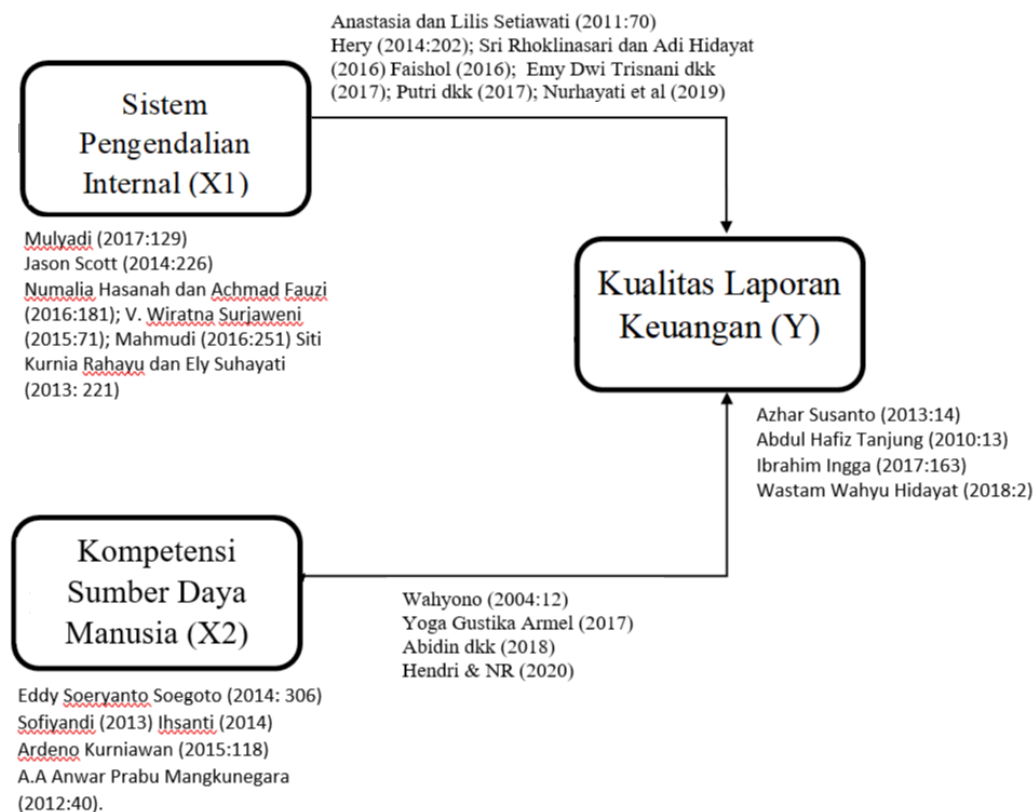 Anastasia dan Lilis Setiawati (2011:70)
Hery (2014:202); Sri Rhoklinasari dan Adi Hidayat
(2016) Faishol (2016);  Emy Dwi Trisnani dkk
(2017); Putri dkk (2017); Nurhayati et al (2019)
Sistem
Pengendalian
Internal (X1)
Mulyadi (2017:129)
Jason Scott (2014:226)
Numalia Hasanah dan Achmad Fauzi
(2016:181); V. Wiratna Surjaweni
(2015:71); Mahmudi (2016:251) Siti
Kurnia Rahayu dan Ely Suhayati
(2013: 221)
Kualitas Laporan
Keuangan (Y)
Azhar Susanto (2013:14)
Abdul Hafiz Tanjung (2010:13)
Ibrahim Ingga (2017:163)
Wastam Wahyu Hidayat (2018:2)
Kompetensi
Sumber Daya
Manusia (X2)
Wahyono (2004:12)
Yoga Gustika Armel (2017)
Abidin dkk (2018)
Hendri & NR (2020)
Eddy Soeryanto Soegoto (2014: 306)
Sofiyandi (2013) Ihsanti (2014)
Ardeno Kurniawan (2015:118)
A.A Anwar Prabu Mangkunegara
(2012:40).